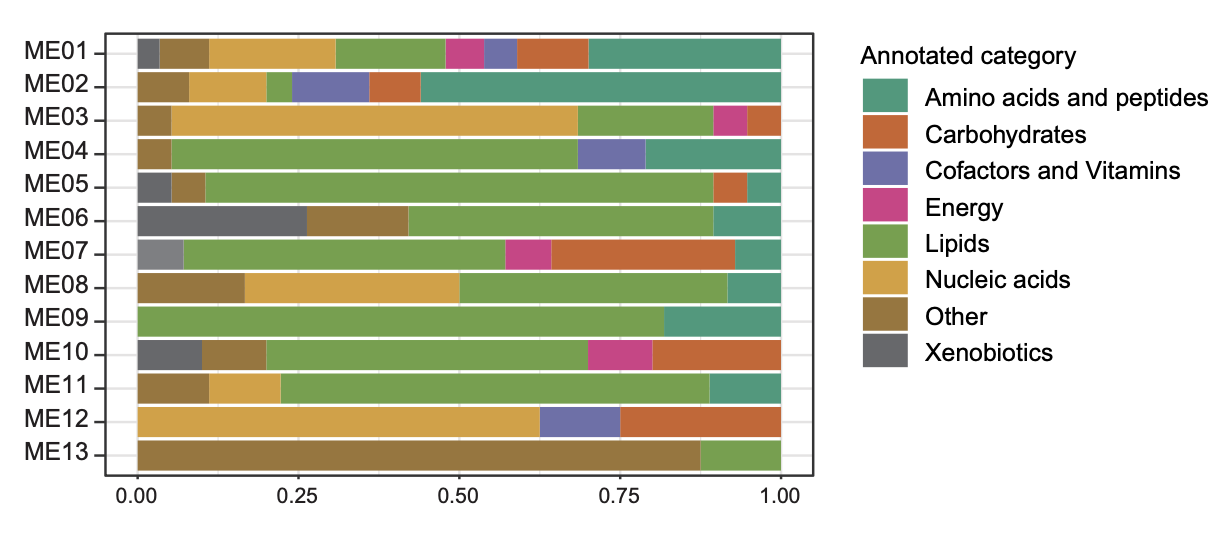 ME01
ME02
ME03
ME04
ME05
ME06
ME07
ME08
ME09
ME10
ME11
ME12
ME13
0.00 0.25 0.50 0.75 1.00
Annotated category
Amino acids and peptides
Carbohydrates
Cofactors and Vitamins
Energy
Lipids
Nucleic acids
Other
Xenobiotics